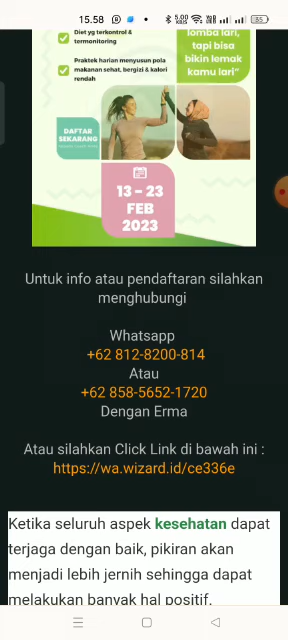 15.58
5.00
85
Diet yg terkontrol &
termonitoring
Praktek harian menyusun pola
makanan sehat, bergizi & kalori
rendah
lomba lari,
tapi bisa
bikin lemak
kamu lari"
DAFTAR
SEKARANG
13 - 23
FEB
2023
Untuk info atau pendaftaran silahkan
menghubungi
Whatsapp
+62 812-8200-814
Atau
+62 858-5652-1720
Dengan Erma
Atau silahkan Click Link di bawah ini :
https://wa.wizard.id/ce336e
Ketika seluruh aspek kesehatan dapat
terjaga dengan baik, pikiran akan
menjadi lebih jernih sehingga dapat
melakukan banyak hal positif.